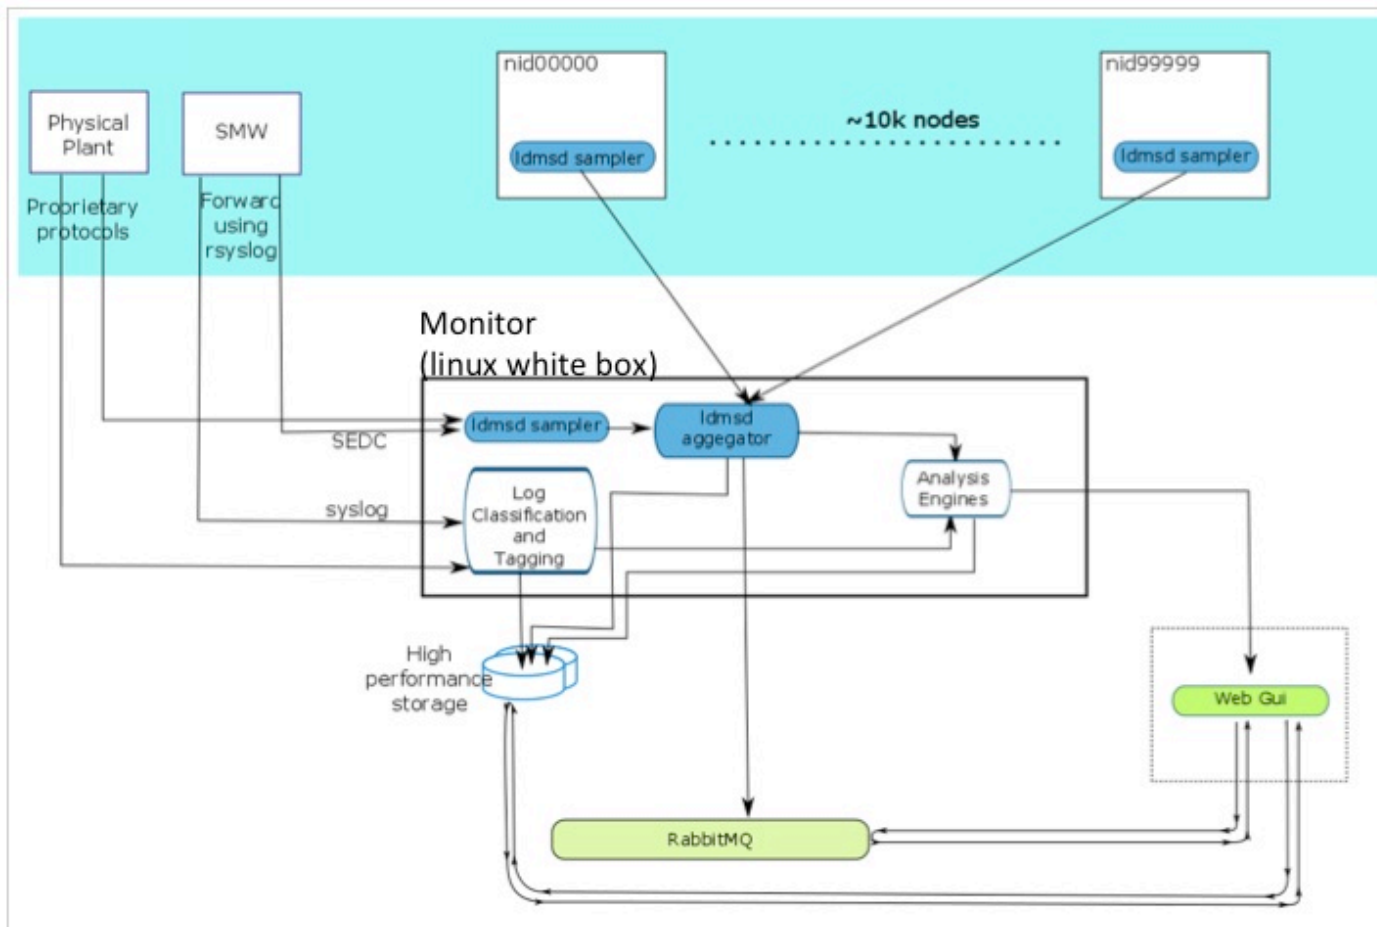 nid00000
nid99999
Physical
Plant
SMW
~10k nodes
ldmsd sampler
ldmsd sampler
Proprietary
protocols
Forward
using
rsyslog
Monitor
(linux white box)
ldmsd sampler
ldmsd
aggegator
SEDC
Analysis
Engines
Log
Classification
and
Tagging
syslog
High
performance
storage
Web Gui
RabbitMQ